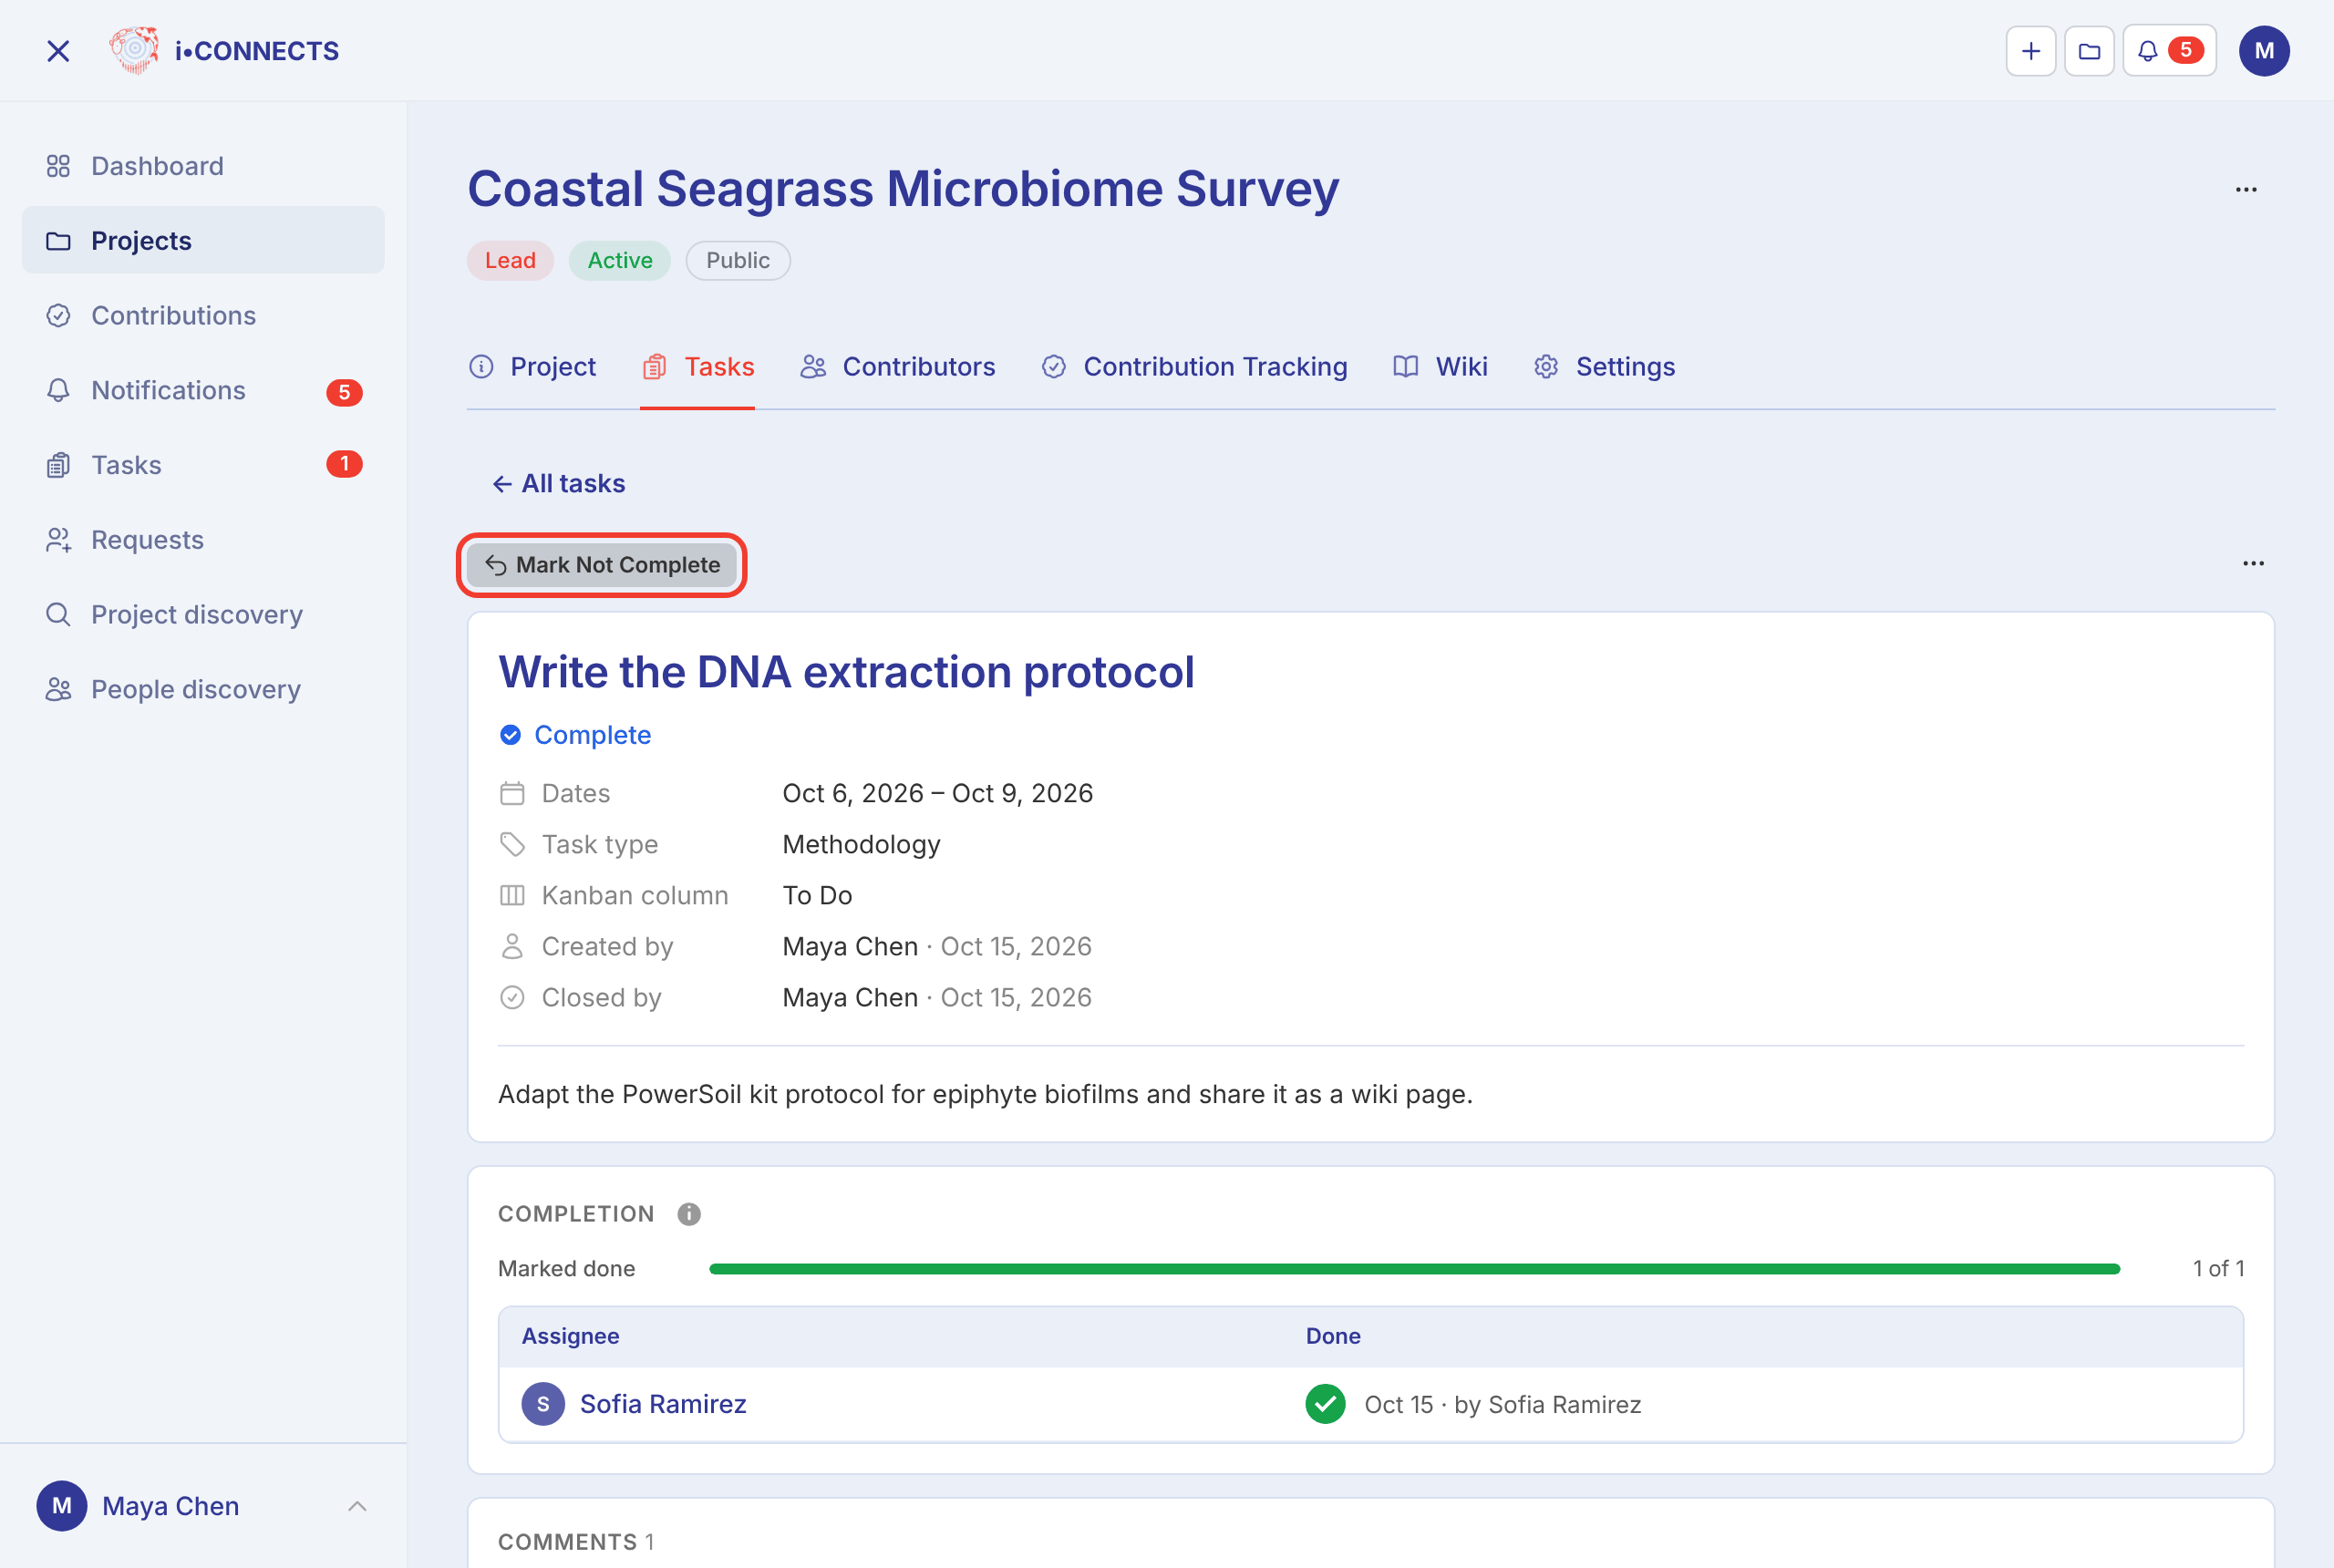 i•CONNECTS
5
M
Dashboard
Projects
Contributions
Notifications 5
Tasks 1
Requests
Project discovery
People discovery
Maya Chen
M
Coastal Seagrass Microbiome Survey
Lead Active Public
Project Tasks Contributors Contribution Tracking Wiki Settings
← All tasks
Mark Not Complete
Write the DNA extraction protocol
Complete
Dates Oct 6, 2026 – Oct 9, 2026
Task type Methodology
Kanban column To Do
Created by Maya Chen · Oct 15, 2026
Closed by Maya Chen · Oct 15, 2026
Adapt the PowerSoil kit protocol for epiphyte biofilms and share it as a wiki page.
COMPLETION
Marked done 1 of 1
Assignee Done
S Sofia Ramirez Oct 15 · by Sofia Ramirez
COMMENTS 1